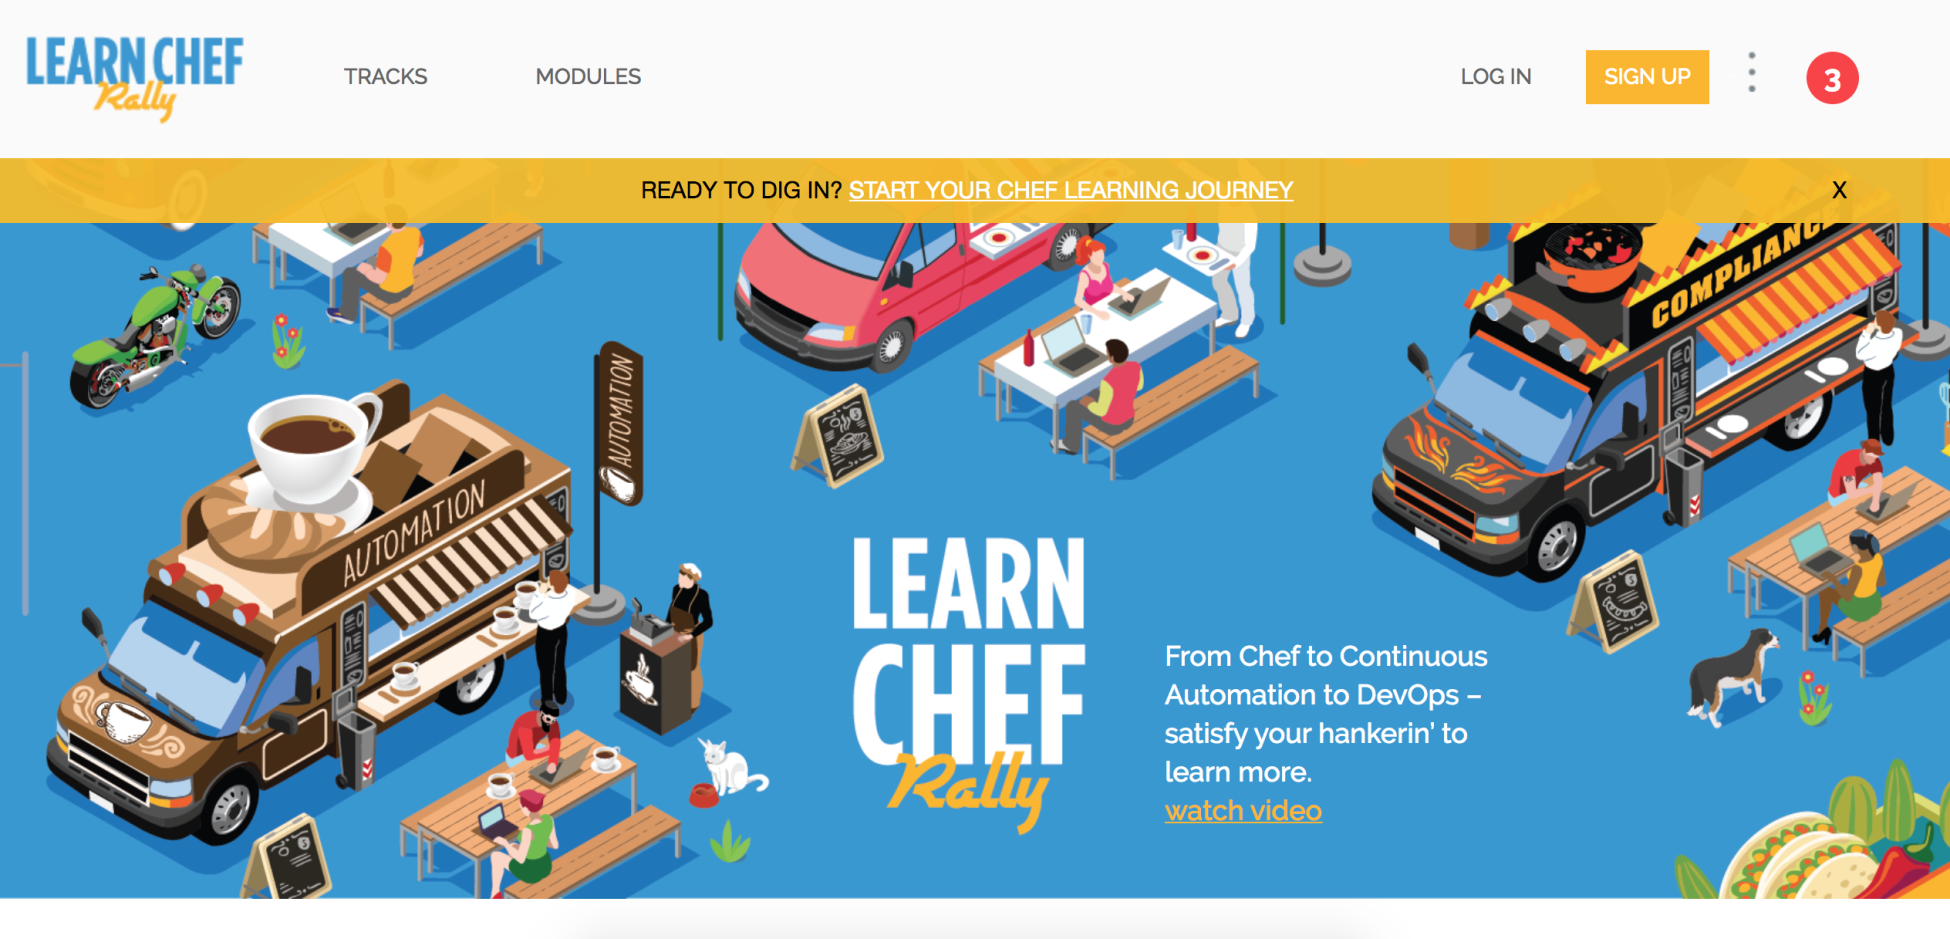 LEARN CHEF
Rally
TRACKS
MODULES
LOG IN
SIGN UP
3
READY TO DIG IN? START YOUR CHEF LEARNING JOURNEY
X
COMPLIANC
AUTOMATION
AUTOMATION
LEARN
CHEF
Rally
From Chef to Continuous
Automation to DevOps –
satisfy your hankerin' to
learn more.
watch video